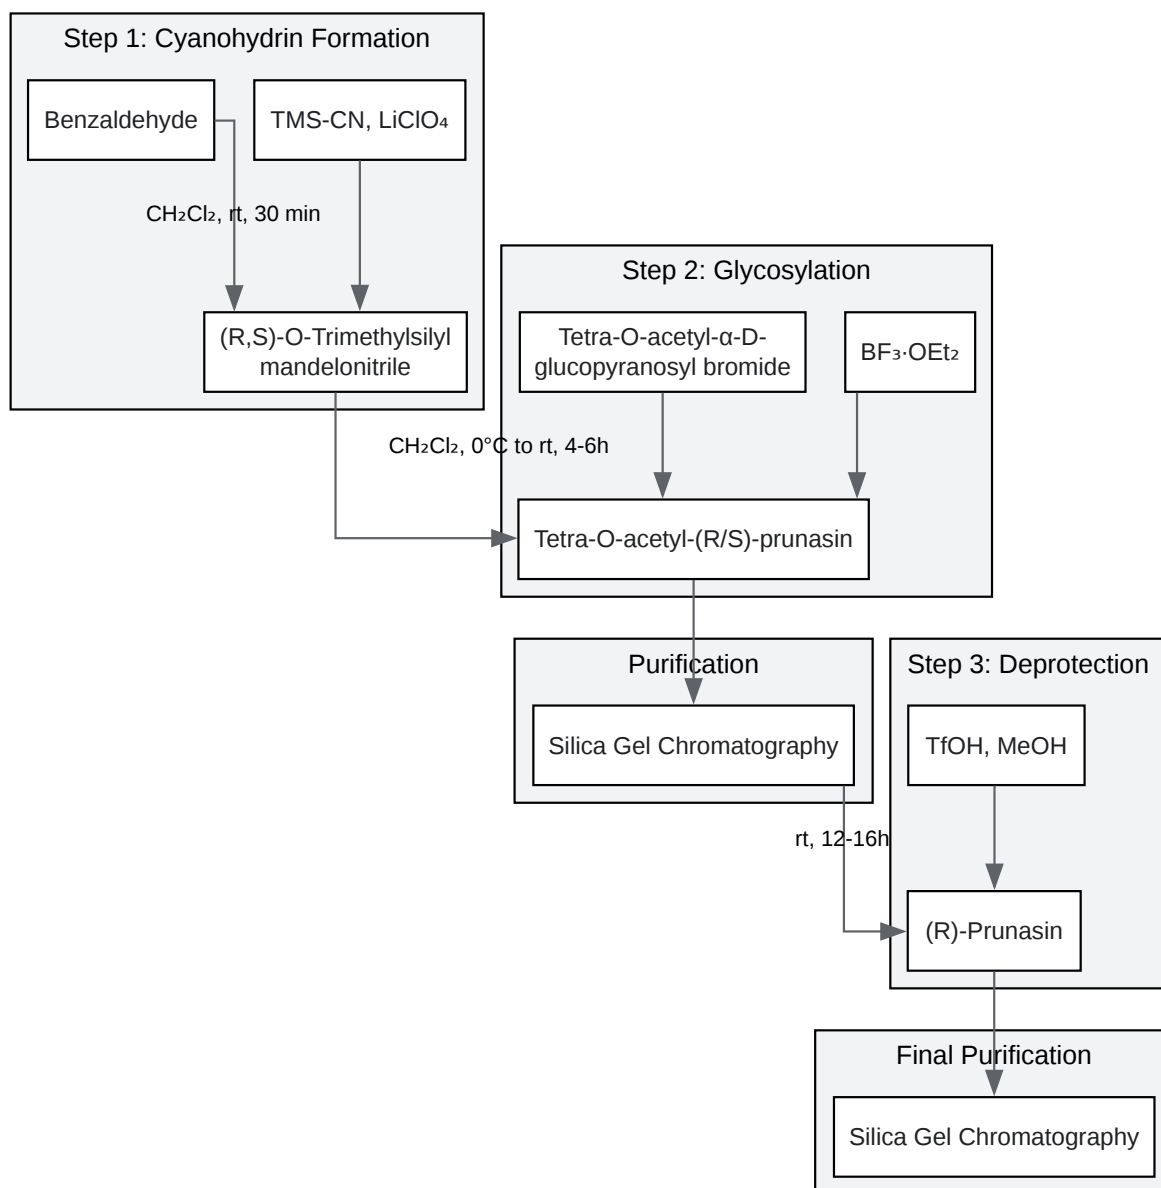 Step 1: Cyanohydrin Formation
Benzaldehyde
TMS-CN, LiClO₄
CH₂Cl₂, rt, 30 min
(R,S)-O-Trimethylsilyl
mandelonitrile
Step 2: Glycosylation
Tetra-O-acetyl-α-D-
glucopyranosyl bromide
BF₃·OEt₂
CH₂Cl₂, 0°C to rt, 4-6h
Tetra-O-acetyl-(R/S)-prunasin
Purification
Silica Gel Chromatography
Step 3: Deprotection
TfOH, MeOH
rt, 12-16h
(R)-Prunasin
Final Purification
Silica Gel Chromatography